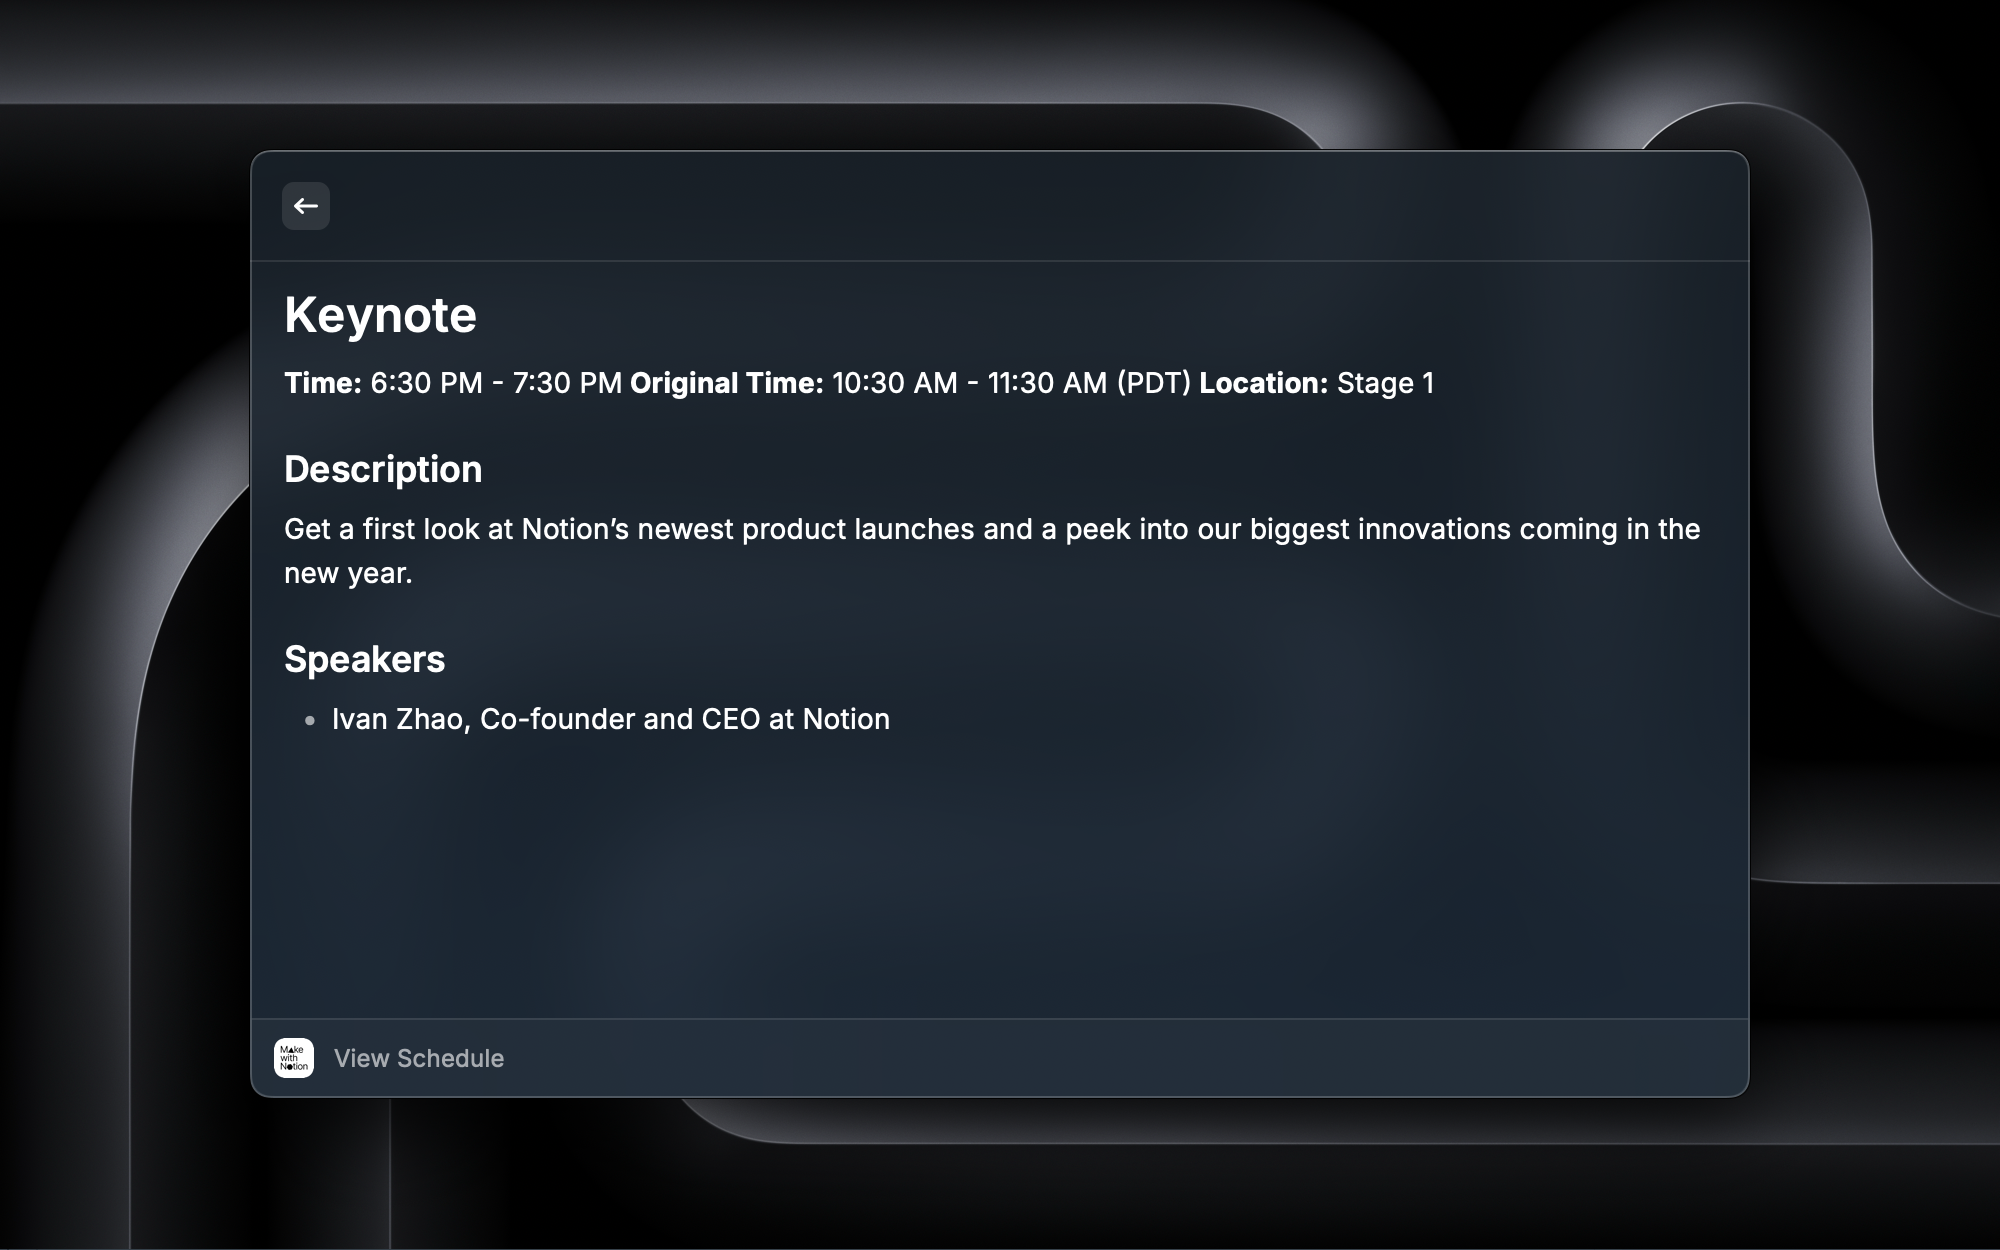 Keynote
Time: 6:30 PM - 7:30 PM Original Time: 10:30 AM - 11:30 AM (PDT) Location: Stage 1
Description
Get a first look at Notion’s newest product launches and a peek into our biggest innovations coming in the
new year.
Speakers
• Ivan Zhao, Co-founder and CEO at Notion
Make
with
Notion
View Schedule